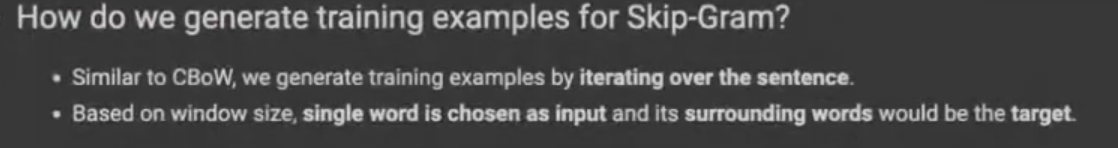 How do we generate training examples for Skip-Gram?
• Similar to CBoW, we generate training examples by iterating over the sentence.
• Based on window size, single word is chosen as input and its surrounding words would be the target.